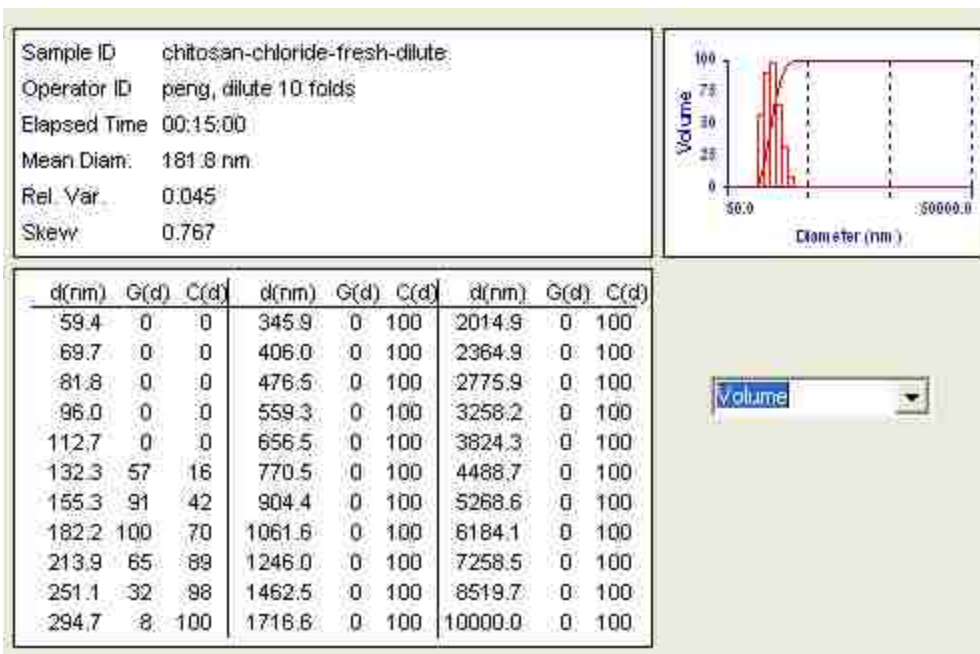 Sample ID chitosan-chloride-fresh-dilute
Operator ID peng, dilute 10 folds
Elapsed Time 00:15:00
Mean Diam. 181.8 nm
Rel. Var. 0.045
Skew 0.767
100
75
50
25
0
Volume
50.0 50000.0
Diameter (nm)
d(nm) G(d) C(d) d(nm) G(d) C(d) d(nm) G(d) C(d)
59.4 0 0 345.9 0 100 2014.9 0 100
69.7 0 0 406.0 0 100 2364.9 0 100
81.8 0 0 476.5 0 100 2775.9 0 100
96.0 0 0 559.3 0 100 3258.2 0 100
112.7 0 0 656.5 0 100 3824.3 0 100
132.3 57 16 770.5 0 100 4488.7 0 100
155.3 91 42 904.4 0 100 5268.6 0 100
182.2 100 70 1061.6 0 100 6184.1 0 100
213.9 65 89 1246.0 0 100 7258.5 0 100
251.1 32 98 1462.5 0 100 8519.7 0 100
294.7 8 100 1716.6 0 100 10000.0 0 100
Volume